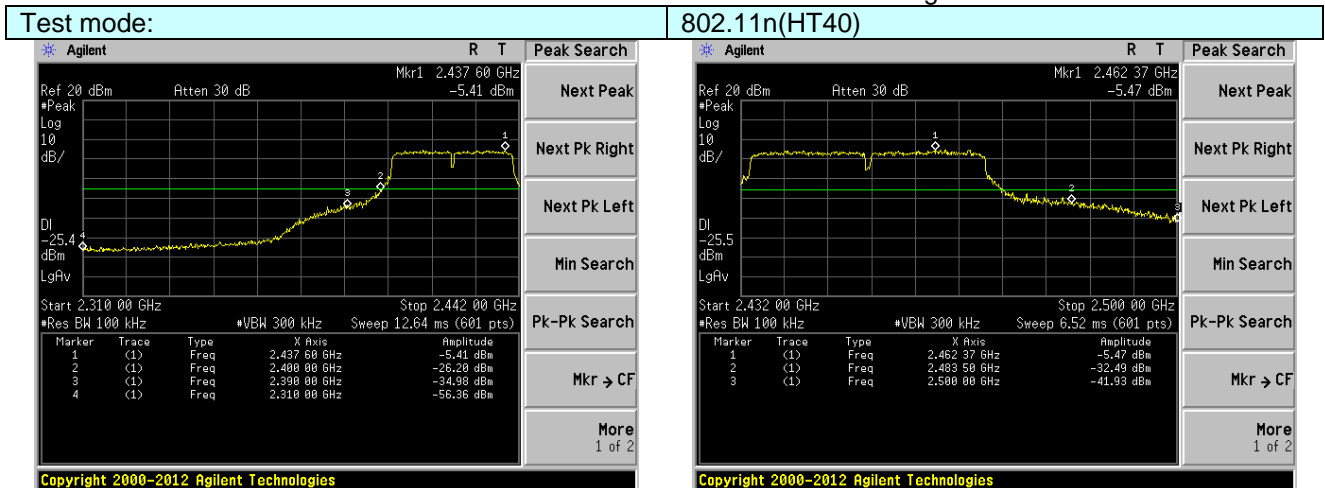 Test mode:
802.11n(HT40)
Agilent
R T
Peak Search
Mkr1 2.437 60 GHz
Ref 20 dBm
Atten 30 dB
-5.41 dBm
Next Peak
#Peak
Log
10
dB/
1
Next Pk Right
2
3
Next Pk Left
DI
-25.4
4
dBm
Min Search
LgAv
Start 2.310 00 GHz
Stop 2.442 00 GHz
#Res BW 100 kHz
#VBW 300 kHz
Sweep 12.64 ms (601 pts)
Pk-Pk Search
Marker Trace Type X Axis Amplitude
1 (1) Freq 2.437 60 GHz -5.41 dBm
2 (1) Freq 2.400 00 GHz -26.20 dBm
3 (1) Freq 2.390 00 GHz -34.98 dBm
4 (1) Freq 2.310 00 GHz -56.36 dBm
Mkr → CF
More
1 of 2
Copyright 2000-2012 Agilent Technologies
Agilent
R T
Peak Search
Mkr1 2.462 37 GHz
Ref 20 dBm
Atten 30 dB
-5.47 dBm
Next Peak
#Peak
Log
10
dB/
1
Next Pk Right
2
3
Next Pk Left
DI
-25.5
dBm
Min Search
LgAv
Start 2.432 00 GHz
Stop 2.500 00 GHz
#Res BW 100 kHz
#VBW 300 kHz
Sweep 6.52 ms (601 pts)
Pk-Pk Search
Marker Trace Type X Axis Amplitude
1 (1) Freq 2.462 37 GHz -5.47 dBm
2 (1) Freq 2.483 50 GHz -32.49 dBm
3 (1) Freq 2.500 00 GHz -41.93 dBm
Mkr → CF
More
1 of 2
Copyright 2000-2012 Agilent Technologies